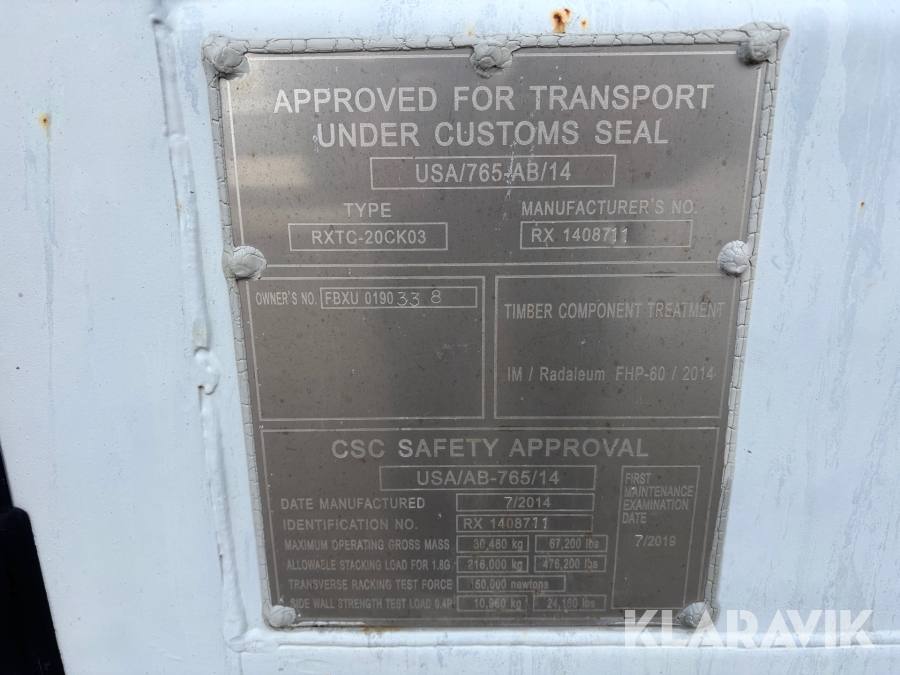 APPROVED FOR TRANSPORT
UNDER CUSTOMS SEAL
USA/765-AB/14
TYPE
RXTC-20CK03
MANUFACTURER'S NO.
RX 1408711
OWNER'S NO. FBXU 019033 8
TIMBER COMPONENT TREATMENT
IM / Radaleum FHP-60 / 2014
CSC SAFETY APPROVAL
USA/AB-765/14
DATE MANUFACTURED 7/2014
IDENTIFICATION NO. RX 1408711
MAXIMUM OPERATING GROSS MASS 30,480 kg 67,200 lbs
ALLOWABLE STACKING LOAD FOR 1.8G 216,000 kg 476,200 lbs
TRANSVERSE RACKING TEST FORCE 150,000 newtons
SIDE WALL STRENGTH TEST LOAD 0.4P 10,960 kg 24,160 lbs
FIRST
MAINTENANCE
EXAMINATION
DATE
7/2019
KLARAVIK